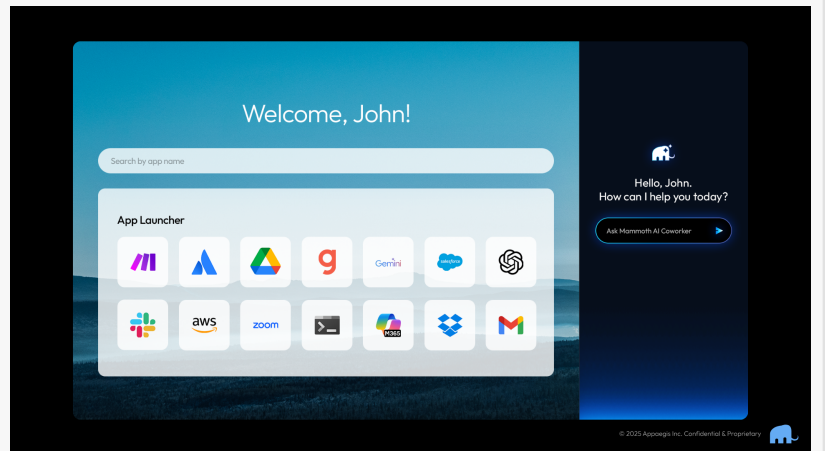 Welcome, John!
Search by app name
App Launcher
Gemini
salesforce
aws
zoom
M365
Hello, John.
How can I help you today?
Ask Mammoth AI Coworker
© 2025 Appaegis Inc. Confidential & Proprietary